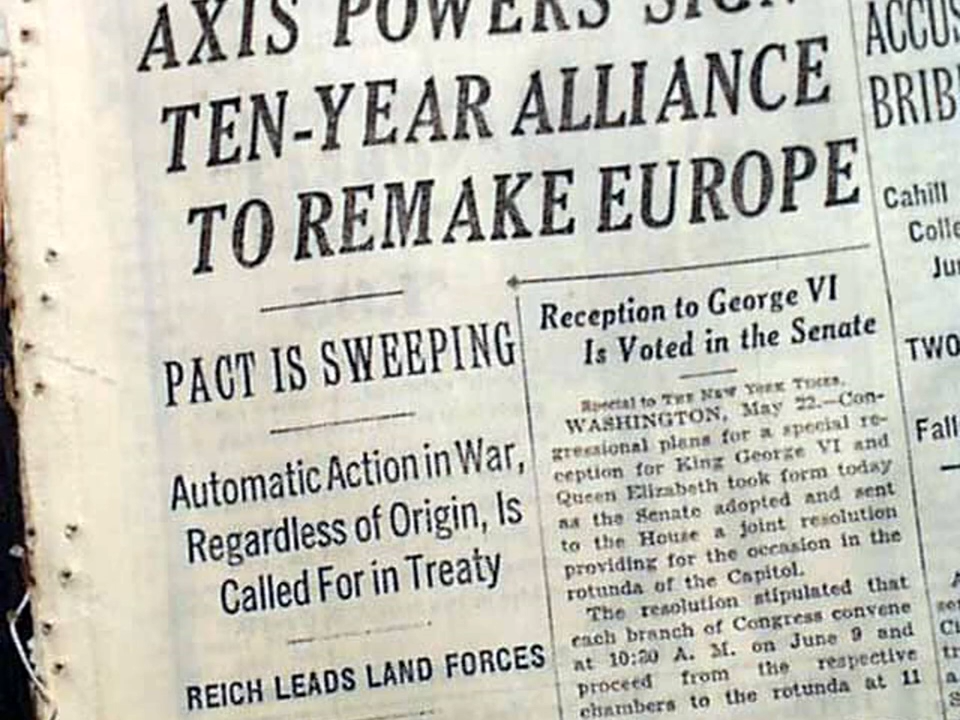 AXIS POWERS SIGN
TEN-YEAR ALLIANCE
TO REMAKE EUROPE
PACT IS SWEEPING
Automatic Action in War,
Regardless of Origin, Is
Called For in Treaty
REICH LEADS LAND FORCES
Reception to George VI
Is Voted in the Senate
Special to THE NEW YORK TIMES.
WASHINGTON, May 22.—Con-
gressional plans for a special re-
ception for King George VI and
Queen Elizabeth took form today
as the Senate adopted and sent
to the House a joint resolution
providing for the occasion in the
rotunda of the Capitol.
The resolution stipulated that
each branch of Congress convene
at 10:20 A. M. on June 9 and
proceed from the respective
chambers to the rotunda at 11
ACCUS
BRIB
Cahill
Colle
Ju
TWO
Fall